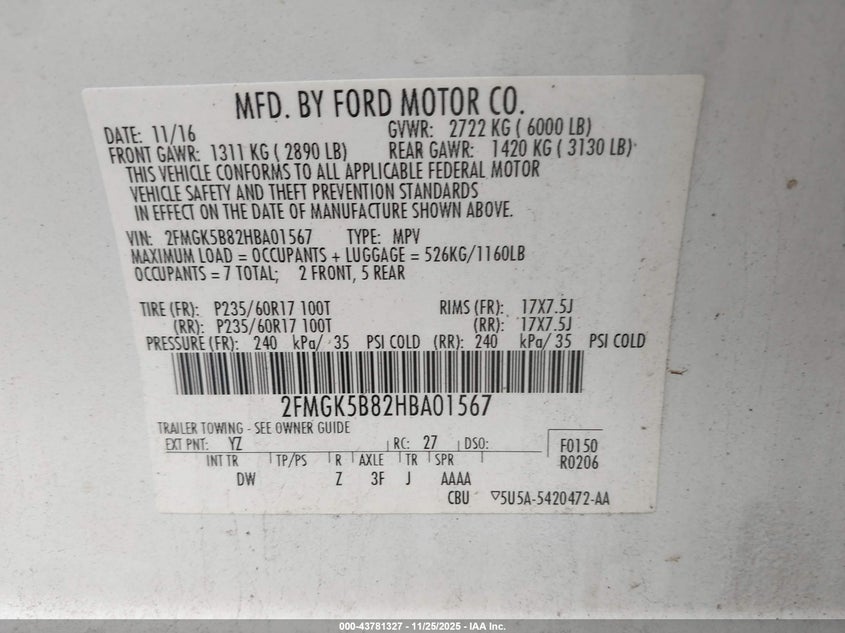 MFD. BY FORD MOTOR CO.
DATE: 11/16 GVWR: 2722 KG ( 6000 LB)
FRONT GAWR: 1311 KG ( 2890 LB) REAR GAWR: 1420 KG ( 3130 LB)
THIS VEHICLE CONFORMS TO ALL APPLICABLE FEDERAL MOTOR
VEHICLE SAFETY AND THEFT PREVENTION STANDARDS
IN EFFECT ON THE DATE OF MANUFACTURE SHOWN ABOVE.
VIN: 2FMGK5B82HBA01567 TYPE: MPV
MAXIMUM LOAD = OCCUPANTS + LUGGAGE = 526KG/1160LB
OCCUPANTS = 7 TOTAL; 2 FRONT, 5 REAR
TIRE (FR): P235/60R17 100T RIMS (FR): 17X7.5J
(RR): P235/60R17 100T (RR): 17X7.5J
PRESSURE (FR): 240 kPa/ 35 PSI COLD (RR): 240 kPa/ 35 PSI COLD
2FMGK5B82HBA01567
TRAILER TOWING - SEE OWNER GUIDE
EXT PNT: YZ RC: 27 DSO: F0150
INT TR TP/PS R AXLE TR SPR R0206
DW Z 3F J AAAA
CBU ▽5U5A-5420472-AA
000-43781327 - 11/25/2025 - IAA Inc.